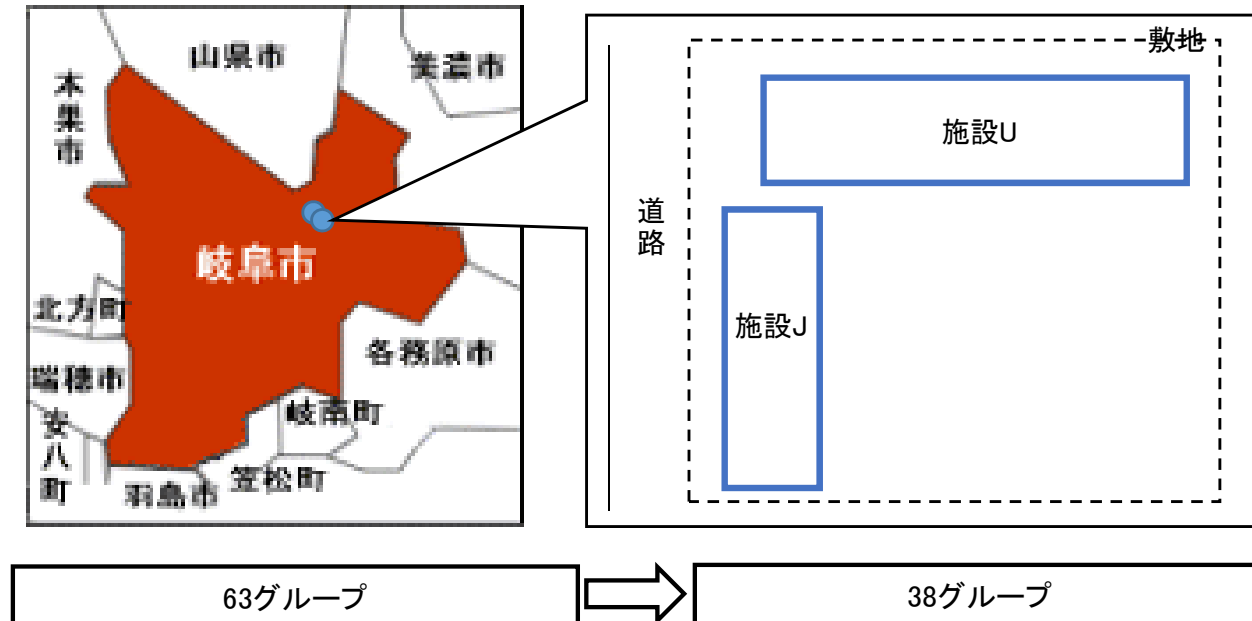 山県市
美濃市
本巣市
岐阜市
北方町
各務原市
瑞穂市
岐南町
安八町
笠松町
羽島市
敷地
施設U
道路
施設J
63グループ
38グループ